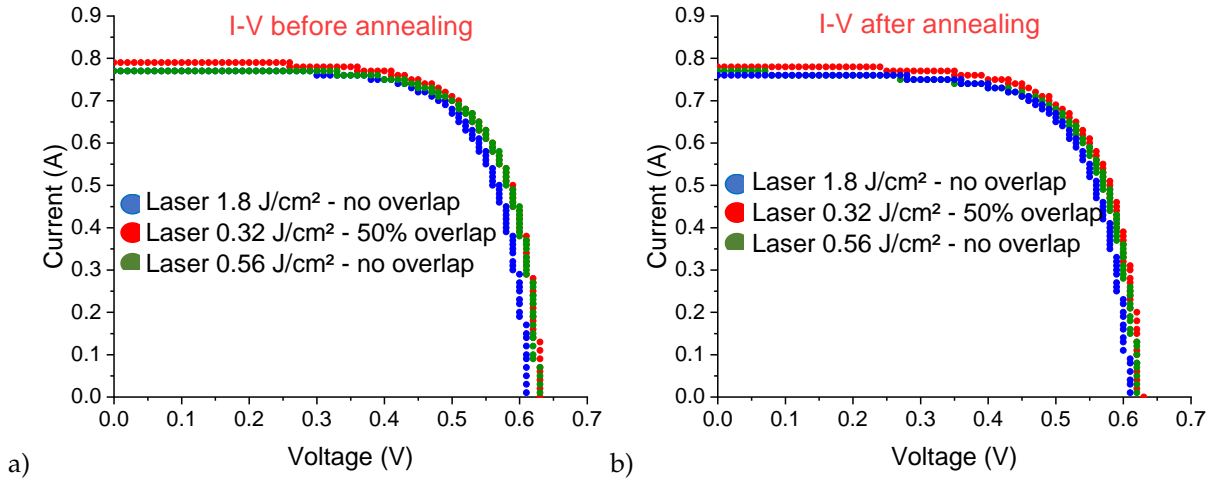 I-V before annealing
0.9
0.8
0.7
0.6
0.5
0.4
0.3
0.2
0.1
0.0
Current (A)
Laser 1.8 J/cm² - no overlap
Laser 0.32 J/cm² - 50% overlap
Laser 0.56 J/cm² - no overlap
0.0 0.1 0.2 0.3 0.4 0.5 0.6 0.7
Voltage (V)
a)
I-V after annealing
0.9
0.8
0.7
0.6
0.5
0.4
0.3
0.2
0.1
0.0
Current (A)
Laser 1.8 J/cm² - no overlap
Laser 0.32 J/cm² - 50% overlap
Laser 0.56 J/cm² - no overlap
0.0 0.1 0.2 0.3 0.4 0.5 0.6 0.7
Voltage (V)
b)